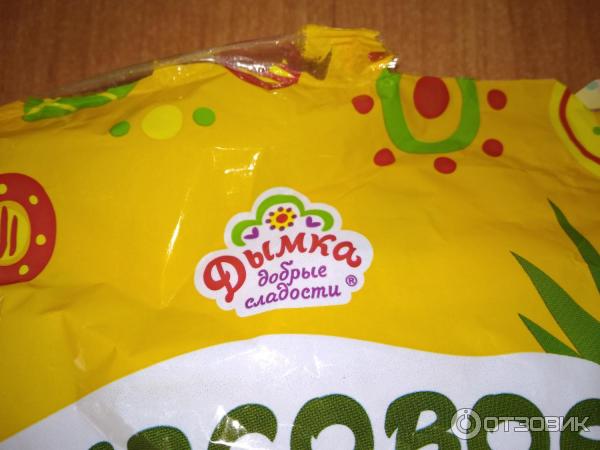 Дымка
добрые
сладости ®
ОТЗОВИК